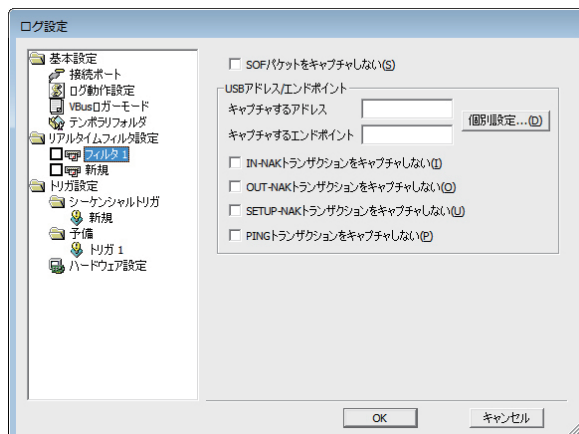 ログ設定
基本設定
接続ポート
ログ動作設定
VBusロガーモード
テンポラリフォルダ
リアルタイムフィルタ設定
フィルタ 1
新規
トリガ設定
シーケンシャルトリガ
新規
予備
トリガ 1
ハードウェア設定
SOFパケットをキャプチャしない(S)
USBアドレス/エンドポイント
キャプチャするアドレス
キャプチャするエンドポイント
個別設定...(D)
IN-NAKトランザクションをキャプチャしない(I)
OUT-NAKトランザクションをキャプチャしない(O)
SETUP-NAKトランザクションをキャプチャしない(U)
PINGトランザクションをキャプチャしない(P)
OK
キャンセル